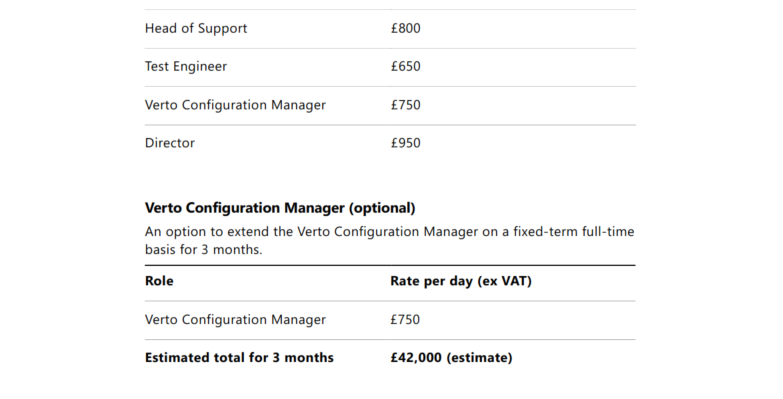 Head of Support £800
Test Engineer £650
Verto Configuration Manager £750
Director £950
Verto Configuration Manager (optional)
An option to extend the Verto Configuration Manager on a fixed-term full-time
basis for 3 months.
Role Rate per day (ex VAT)
Verto Configuration Manager £750
Estimated total for 3 months £42,000 (estimate)